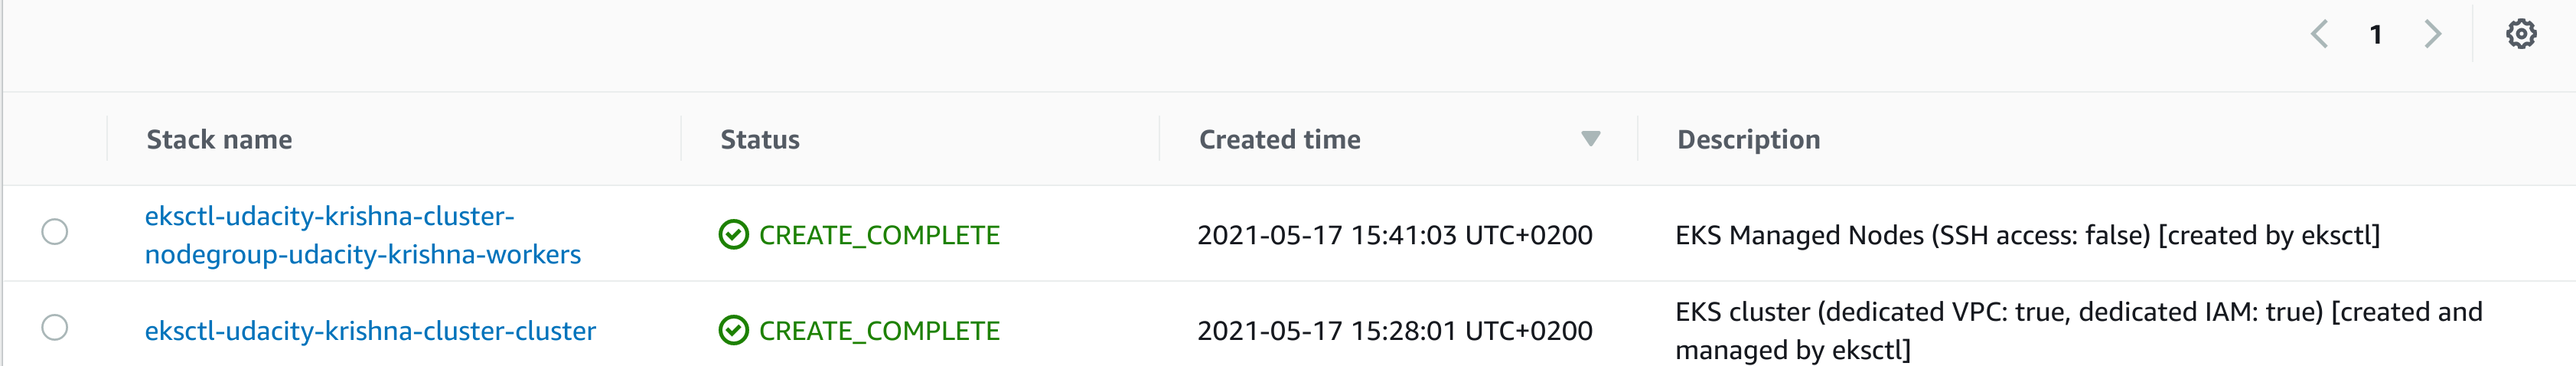 1
Stack name Status Created time Description
eksctl-udacity-krishna-cluster-
nodegroup-udacity-krishna-workers
CREATE_COMPLETE
2021-05-17 15:41:03 UTC+0200
EKS Managed Nodes (SSH access: false) [created by eksctl]
eksctl-udacity-krishna-cluster-cluster
CREATE_COMPLETE
2021-05-17 15:28:01 UTC+0200
EKS cluster (dedicated VPC: true, dedicated IAM: true) [created and
managed by eksctl]